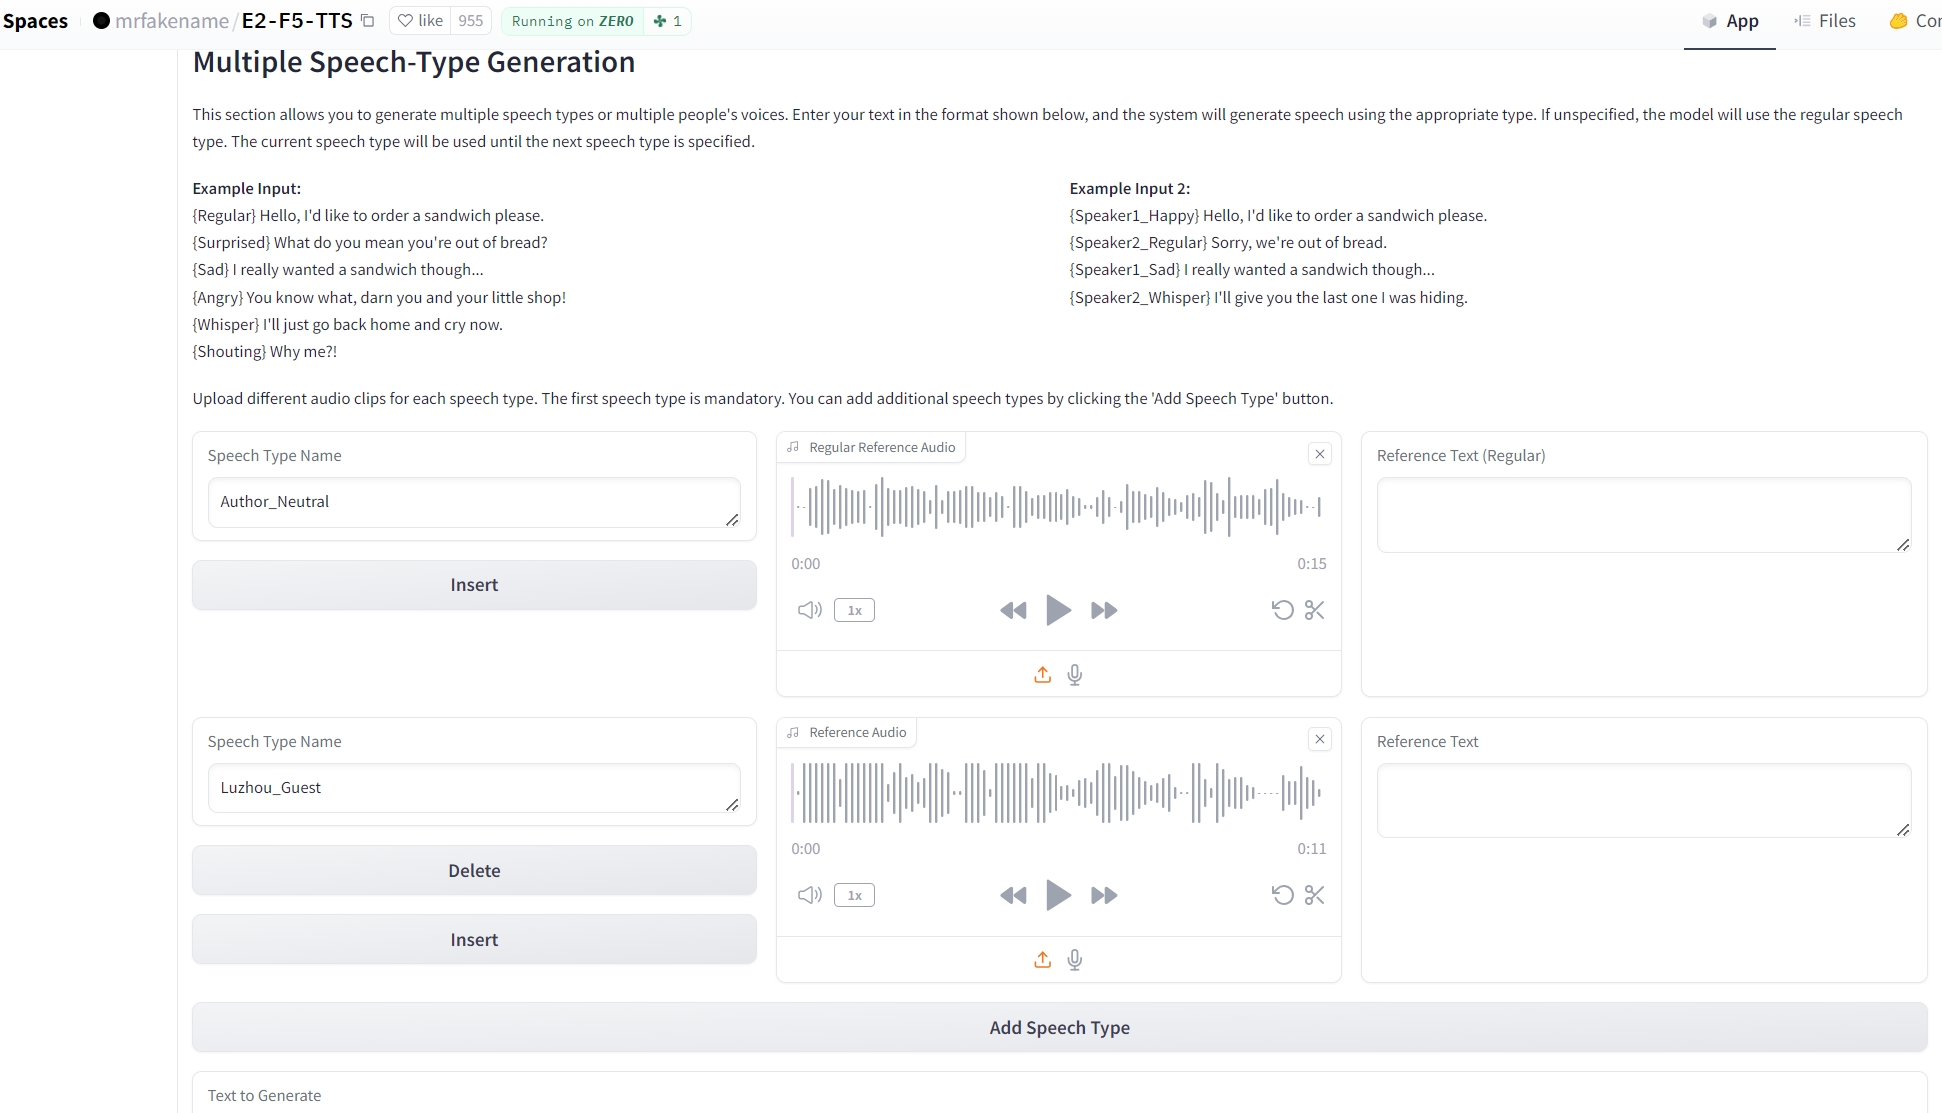 Spaces mrfakename/E2-F5-TTS like 955 Running on ZERO 1 App Files
Multiple Speech-Type Generation
This section allows you to generate multiple speech types or multiple people's voices. Enter your text in the format shown below, and the system will generate speech using the appropriate type. If unspecified, the model will use the regular speech
type. The current speech type will be used until the next speech type is specified.
Example Input:
{Regular} Hello, I'd like to order a sandwich please.
{Surprised} What do you mean you're out of bread?
{Sad} I really wanted a sandwich though...
{Angry} You know what, darn you and your little shop!
{Whisper} I'll just go back home and cry now.
{Shouting} Why me?!
Example Input 2:
{Speaker1_Happy} Hello, I'd like to order a sandwich please.
{Speaker2_Regular} Sorry, we're out of bread.
{Speaker1_Sad} I really wanted a sandwich though...
{Speaker2_Whisper} I'll give you the last one I was hiding.
Upload different audio clips for each speech type. The first speech type is mandatory. You can add additional speech types by clicking the 'Add Speech Type' button.
Speech Type Name
Author_Neutral
Insert
Regular Reference Audio
0:00 0:15
1x
Reference Text (Regular)
Speech Type Name
Luzhou_Guest
Delete
Insert
Reference Audio
0:00 0:11
1x
Reference Text
Add Speech Type
Text to Generate